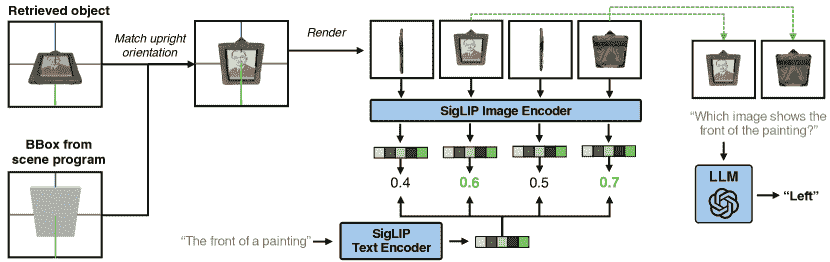 Retrieved object
Match upright
orientation
Render
SigLIP Image Encoder
0.4
0.6
0.5
0.7
BBox from
scene program
“The front of a painting”
SigLIP
Text Encoder
“Which image shows the
front of the painting?”
LLM
“Left”